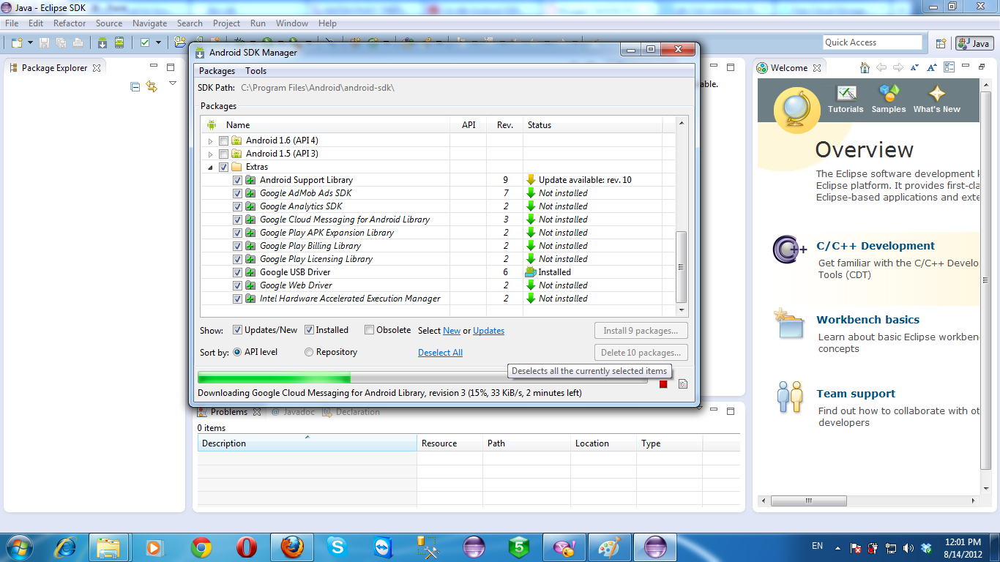 Java - Eclipse SDK
File Edit Refactor Source Navigate Search Project Run Window Help
Quick Access
Java
Package Explorer
Android SDK Manager
Packages Tools
SDK Path: C:\Program Files\Android\android-sdk\
Packages
Name API Rev. Status
Android 1.6 (API 4)
Android 1.5 (API 3)
Extras
Android Support Library 9 Update available: rev. 10
Google AdMob Ads SDK 7 Not installed
Google Analytics SDK 2 Not installed
Google Cloud Messaging for Android Library 3 Not installed
Google Play APK Expansion Library 2 Not installed
Google Play Billing Library 2 Not installed
Google Play Licensing Library 2 Not installed
Google USB Driver 6 Installed
Google Web Driver 2 Not installed
Intel Hardware Accelerated Execution Manager 2 Not installed
Show: Updates/New Installed Obsolete Select New or Updates Install 9 packages...
Sort by: API level Repository Deselect All Delete 10 packages...
Deselects all the currently selected items
Downloading Google Cloud Messaging for Android Library, revision 3 (15%, 33 KiB/s, 2 minutes left)
able.
Problems @ Javadoc Declaration
0 items
Description Resource Path Location Type
Welcome
Tutorials Samples What's New
Overview
The Eclipse software development k
Eclipse platform. It provides first-cla
Eclipse-based applications and exte
C/C++ Development
Get familiar with the C/C++ Develo
Tools (CDT)
Workbench basics
Learn about basic Eclipse workben
concepts
Team support
Find out how to collaborate with ot
developers
EN
12:01 PM
8/14/2012